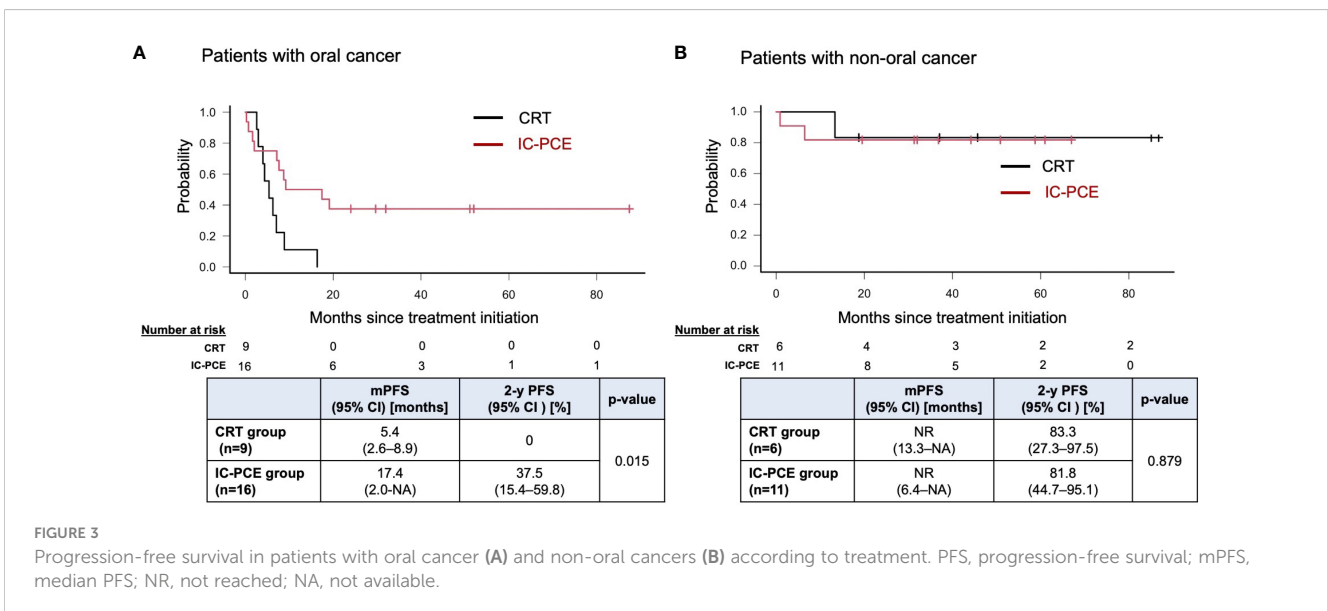 A Patients with oral cancer
1.0
0.8
0.6
0.4
0.2
0.0
Probability
CRT
IC-PCE
0 20 40 60 80
Months since treatment initiation
Number at risk
CRT 9 0 0 0 0
IC-PCE 16 6 3 1 1
mPFS (95% CI) [months] 2-y PFS (95% CI ) [%] p-value
CRT group (n=9) 5.4 (2.6–8.9) 0 0.015
IC-PCE group (n=16) 17.4 (2.0-NA) 37.5 (15.4–59.8)
B Patients with non-oral cancer
1.0
0.8
0.6
0.4
0.2
0.0
Probability
CRT
IC-PCE
0 20 40 60 80
Months since treatment initiation
Number at risk
CRT 6 4 3 2 2
IC-PCE 11 8 5 2 0
mPFS (95% CI) [months] 2-y PFS (95% CI ) [%] p-value
CRT group (n=6) NR (13.3–NA) 83.3 (27.3–97.5) 0.879
IC-PCE group (n=11) NR (6.4–NA) 81.8 (44.7–95.1)
FIGURE 3
Progression-free survival in patients with oral cancer (A) and non-oral cancers (B) according to treatment. PFS, progression-free survival; mPFS,
median PFS; NR, not reached; NA, not available.